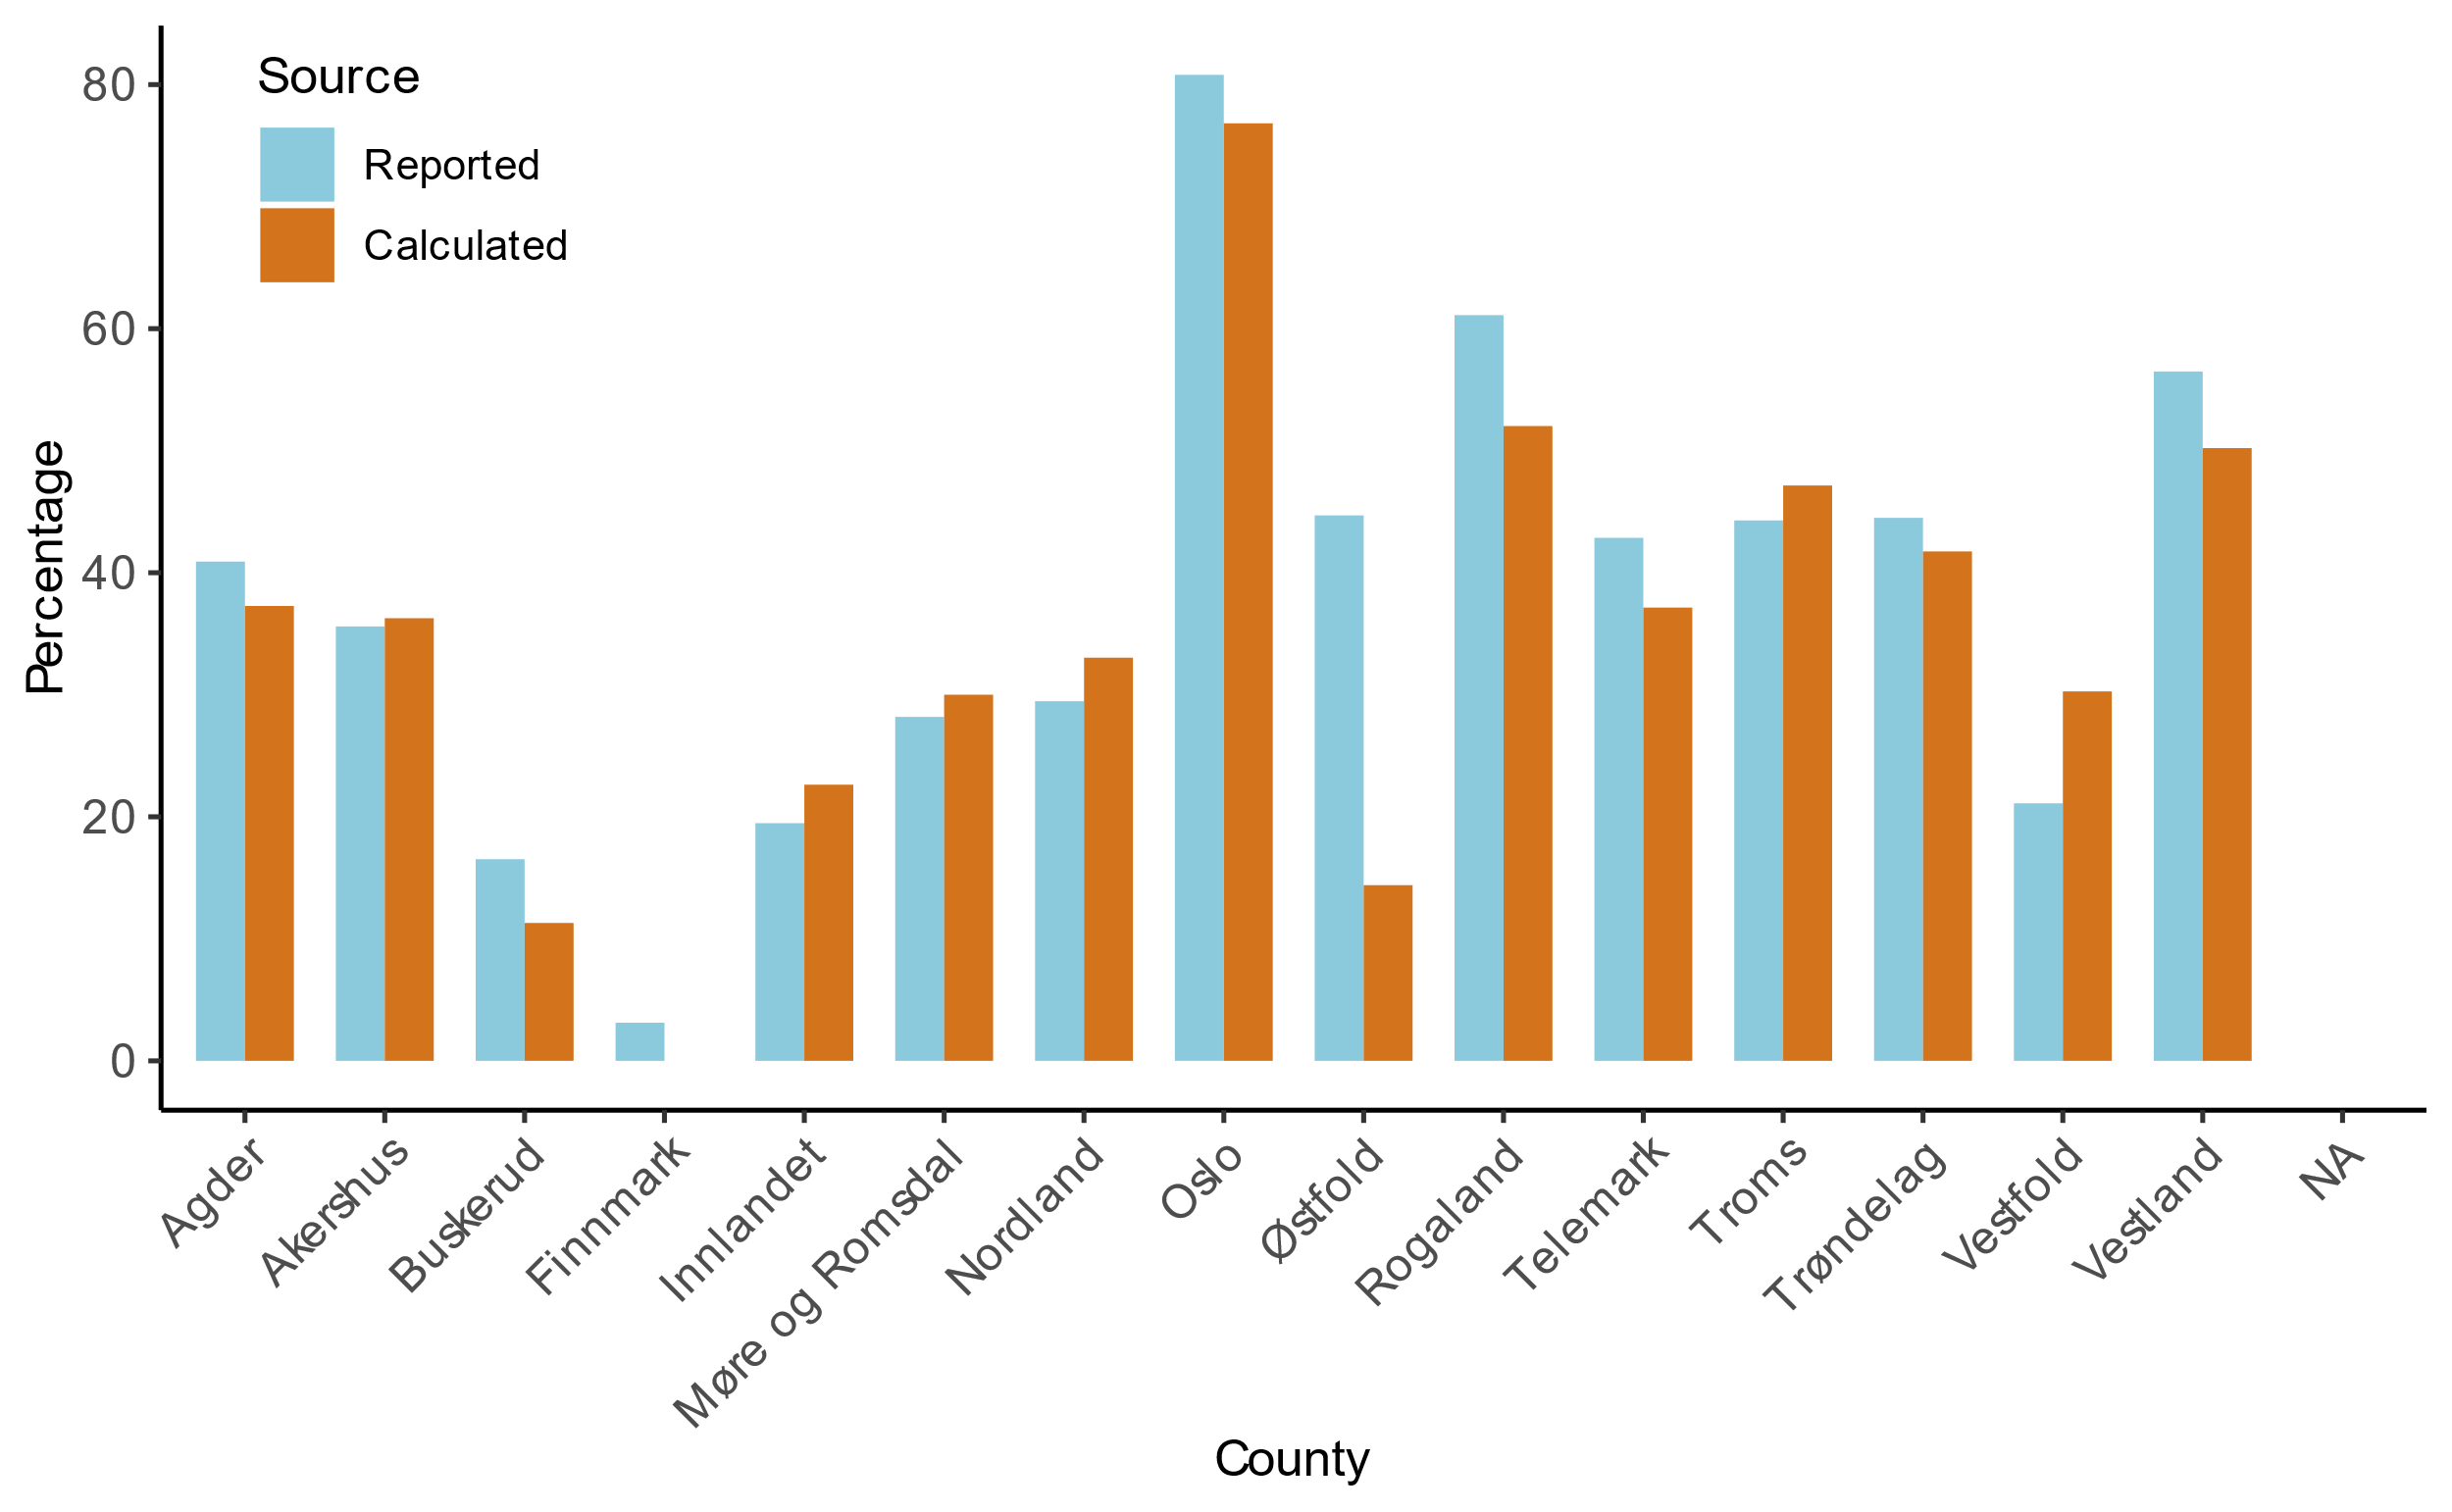 Source
Reported
Calculated
80
60
40
20
0
Percentage
Agder
Akershus
Buskerud
Finnmark
Innlandet
Møre og Romsdal
Nordland
Oslo
Østfold
Rogaland
Telemark
Troms
Trøndelag
Vestfold
Vestland
NA
County